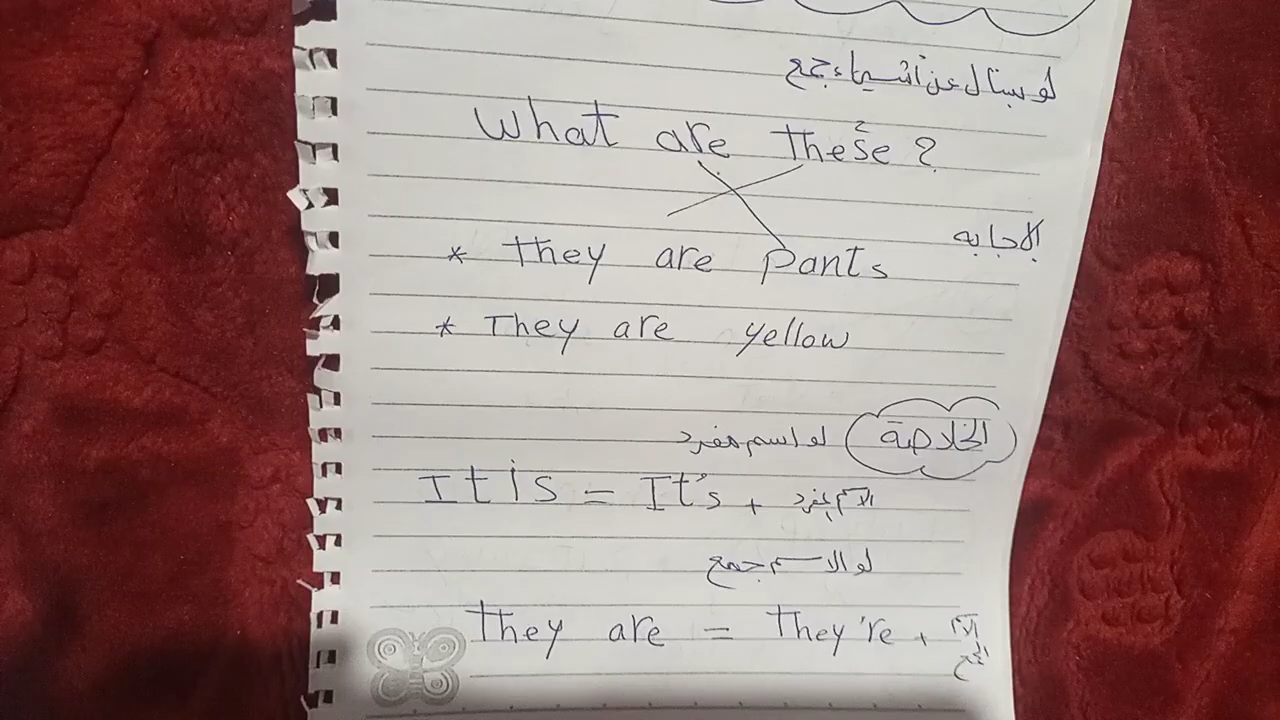 لو بسأل عن أشياء جمع
What are these?
الاجابه
* They are pants
* They are yellow
الخلاصة لو اسم مفرد
It is = It's + الاسم المفرد
لو الاسم جمع
They are = They're + الاسم الجمع